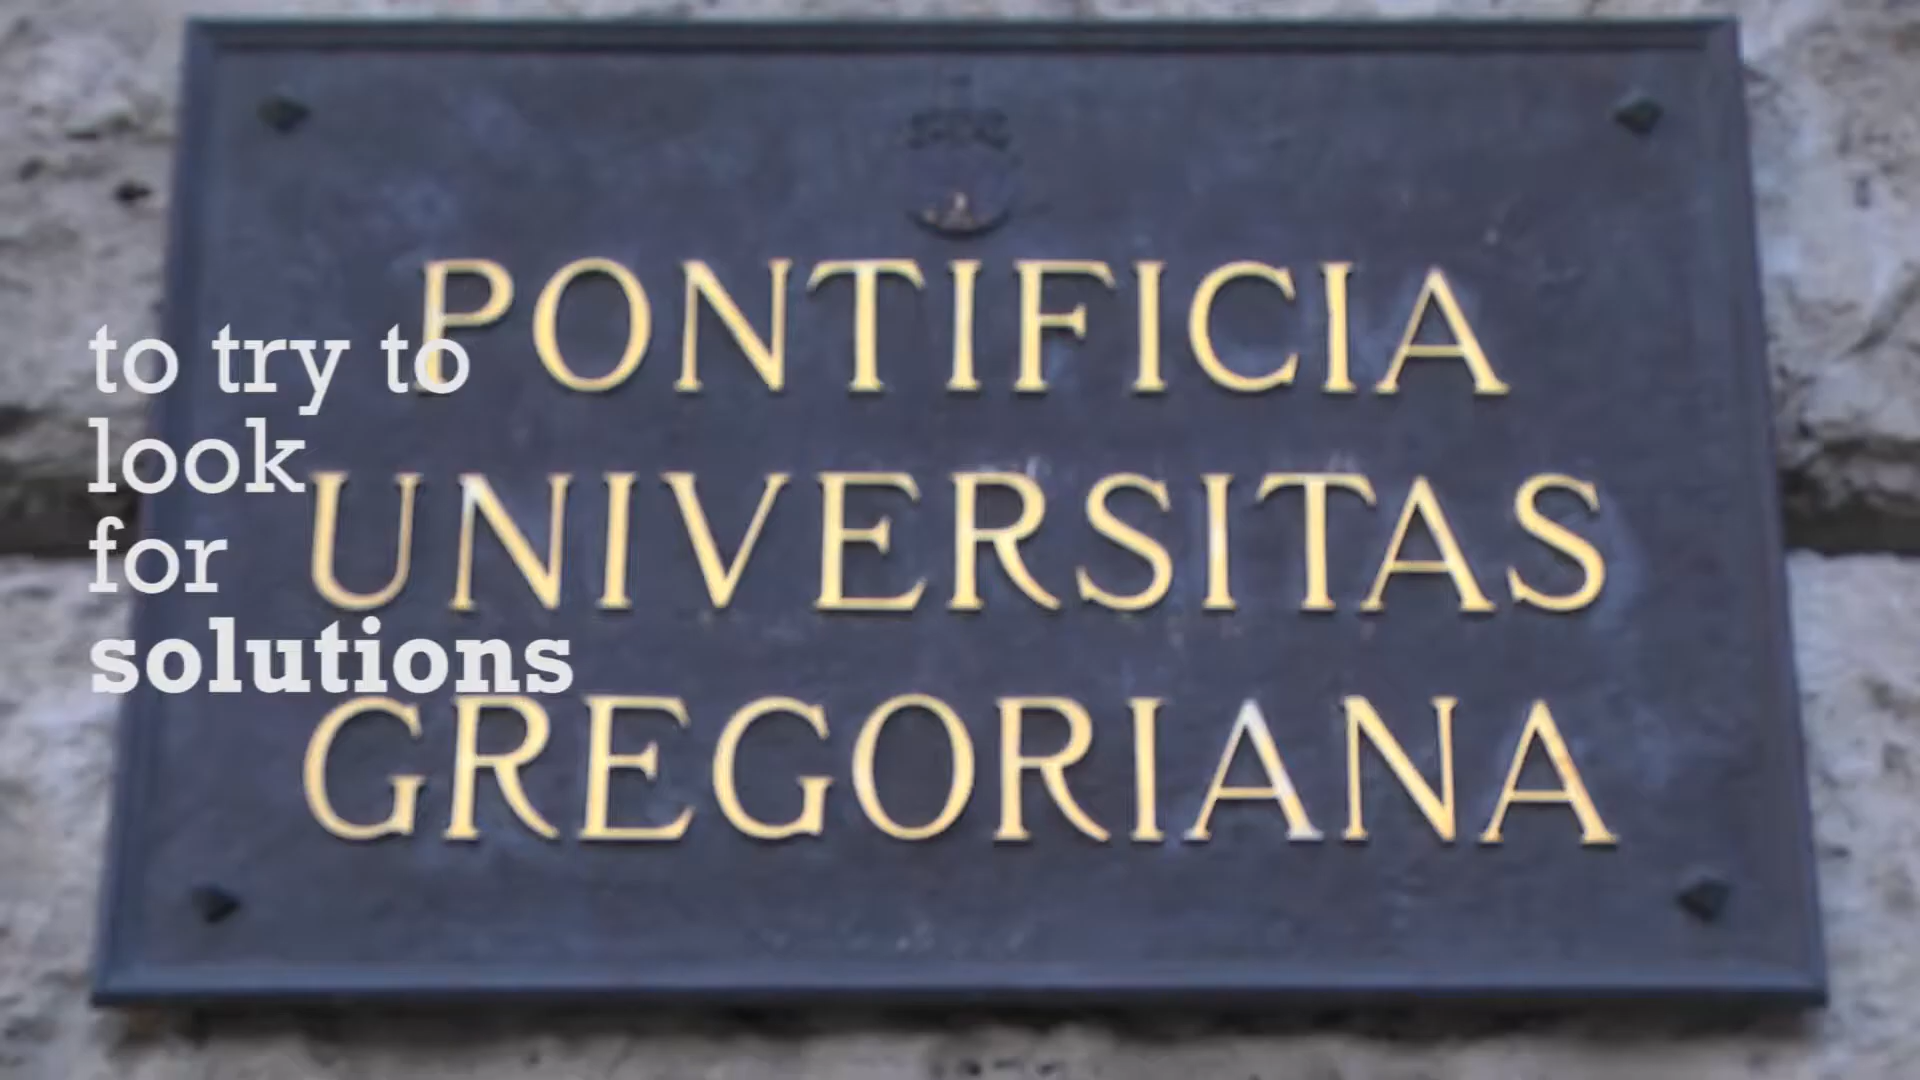 to try to
look
for
solutions
PONTIFICIA
UNIVERSITAS
GREGORIANA